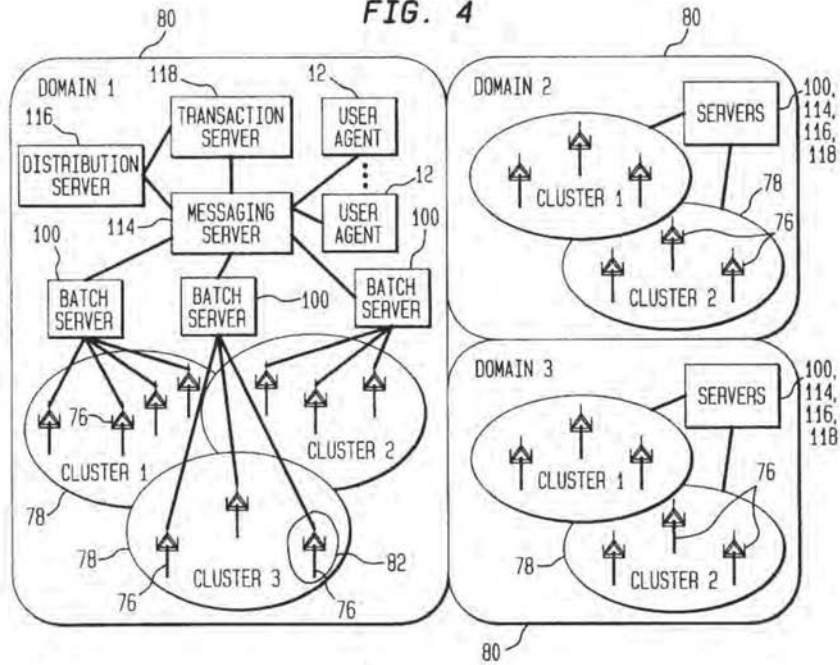 FIG. 4
80
DOMAIN 1
118
TRANSACTION
SERVER
12
USER
AGENT
116
DISTRIBUTION
SERVER
114
MESSAGING
SERVER
12
USER
AGENT
100
BATCH
SERVER
BATCH
SERVER
100
100
BATCH
SERVER
76
CLUSTER 1
78
CLUSTER 2
78
76
CLUSTER 3
76
82
80
DOMAIN 2
SERVERS
100,
114,
116,
118
CLUSTER 1
78
76
CLUSTER 2
DOMAIN 3
SERVERS
100,
114,
116,
118
CLUSTER 1
76
78
CLUSTER 2
80